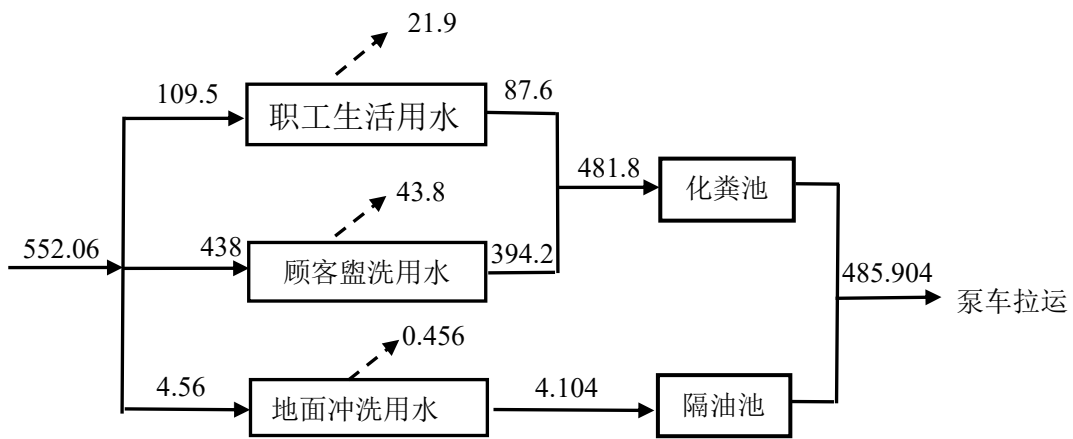 21.9
109.5
职工生活用水
87.6
481.8
化粪池
43.8
552.06
438
顾客盥洗用水
394.2
485.904
泵车拉运
0.456
4.56
地面冲洗用水
4.104
隔油池